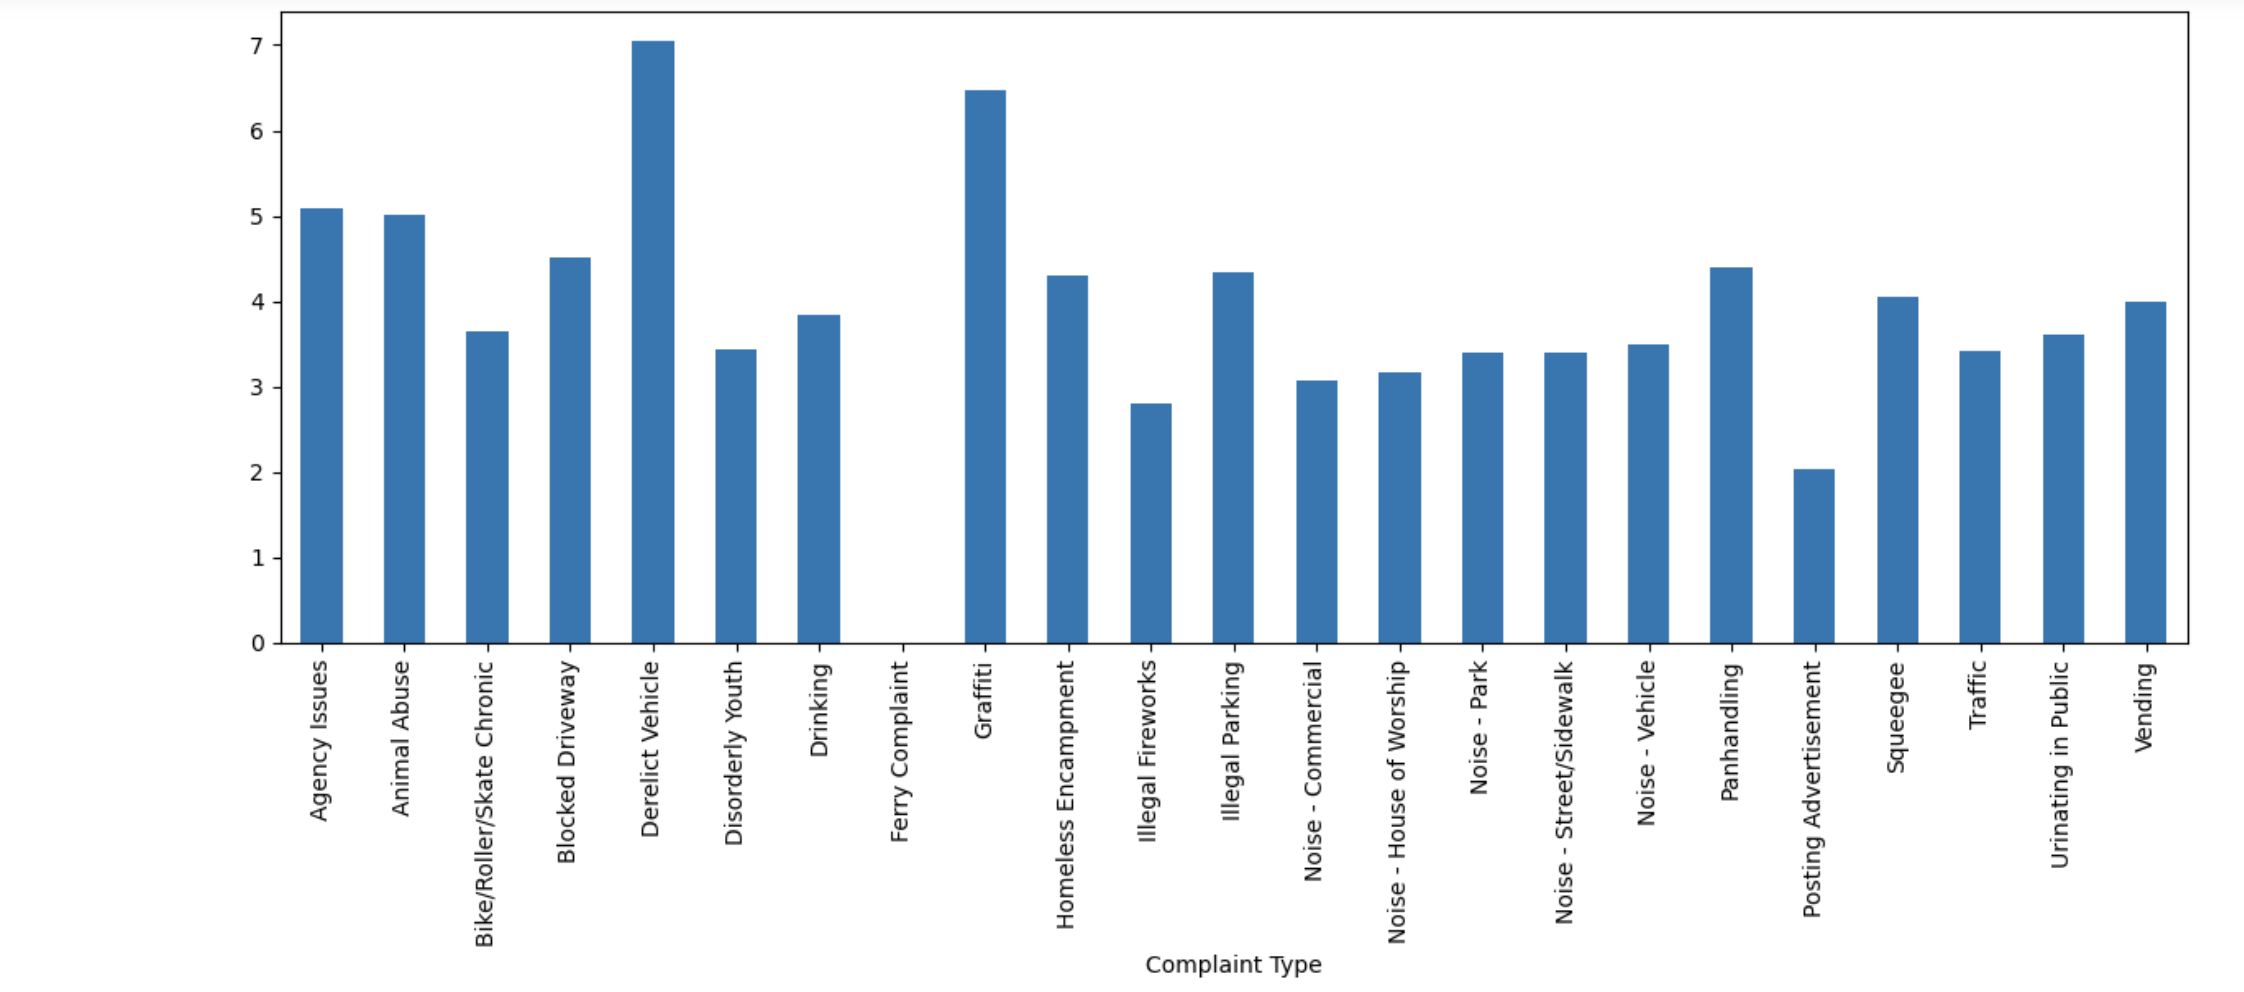 7
6
5
4
3
2
1
0
Agency Issues
Animal Abuse
Bike/Roller/Skate Chronic
Blocked Driveway
Derelict Vehicle
Disorderly Youth
Drinking
Ferry Complaint
Graffiti
Homeless Encampment
Illegal Fireworks
Illegal Parking
Noise - Commercial
Noise - House of Worship
Noise - Park
Noise - Street/Sidewalk
Noise - Vehicle
Panhandling
Posting Advertisement
Squeegee
Traffic
Urinating in Public
Vending
Complaint Type